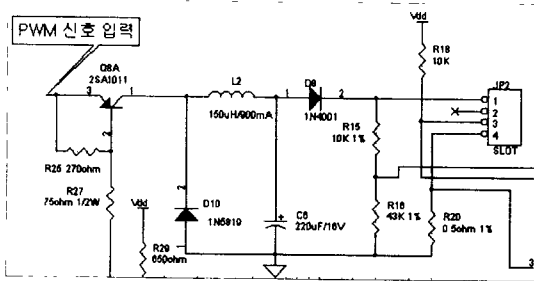 PWM 신호 입력
Vdd
R18
10K
Q8A
2SA1011
3
1
L2
150uH/900mA
1
D9
2
1N4001
JP2
1
2
3
4
SLOT
R15
10K 1%
R25 270ohm
R27
75ohm 1/2W
Vdd
2
D10
1N5819
1
C6
220uF/16V
R16
43K 1%
R20
0.5ohm 1%
R29
650ohm
3